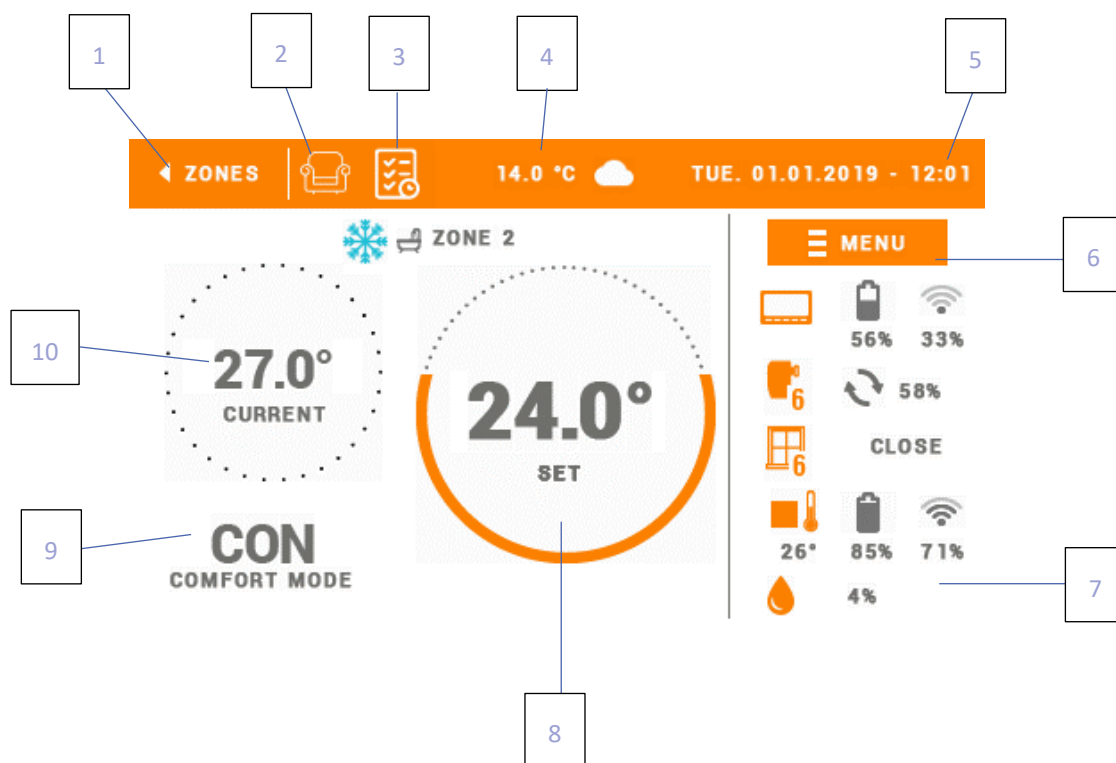 1
2
3
4
5
ZONES
14.0 °C
TUE. 01.01.2019 - 12:01
ZONE 2
MENU
6
56% 33%
10
27.0°
CURRENT
24.0°
SET
6
58%
6
CLOSE
9
CON
COMFORT MODE
26° 85% 71%
7
4%
8